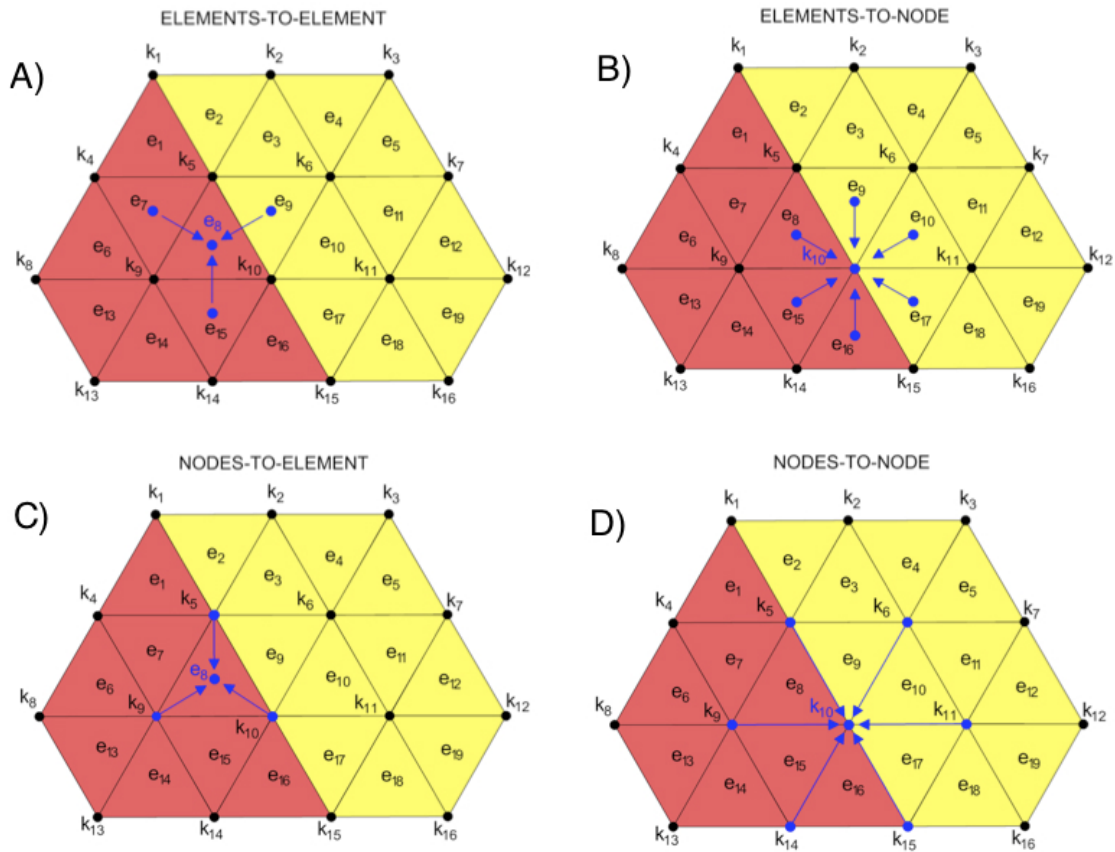 ELEMENTS-TO-ELEMENT
A)
k1 k2 k3
e2 e4
e1 e3 e5
k4 k5 k6 k7
e7 e8 e9 e11
e6 e10 e12
k8 k9 k10 k11 k12
e13 e15 e17 e19
e14 e16 e18
k13 k14 k15 k16
ELEMENTS-TO-NODE
B)
k1 k2 k3
e2 e4
e1 e3 e5
k4 k5 k6 k7
e7 e8 e9 e10 e11
e6 e12
k8 k9 k10 k11 k12
e13 e15 e17 e19
e14 e16 e18
k13 k14 k15 k16
NODES-TO-ELEMENT
C)
k1 k2 k3
e2 e4
e1 e3 e5
k4 k5 k6 k7
e7 e8 e9 e11
e6 e10 e12
k8 k9 k10 k11 k12
e13 e15 e17 e19
e14 e16 e18
k13 k14 k15 k16
NODES-TO-NODE
D)
k1 k2 k3
e2 e4
e1 e3 e5
k4 k5 k6 k7
e7 e9 e11
e6 e8 e10 e12
k8 k9 k10 k11 k12
e13 e15 e17 e19
e14 e16 e18
k13 k14 k15 k16